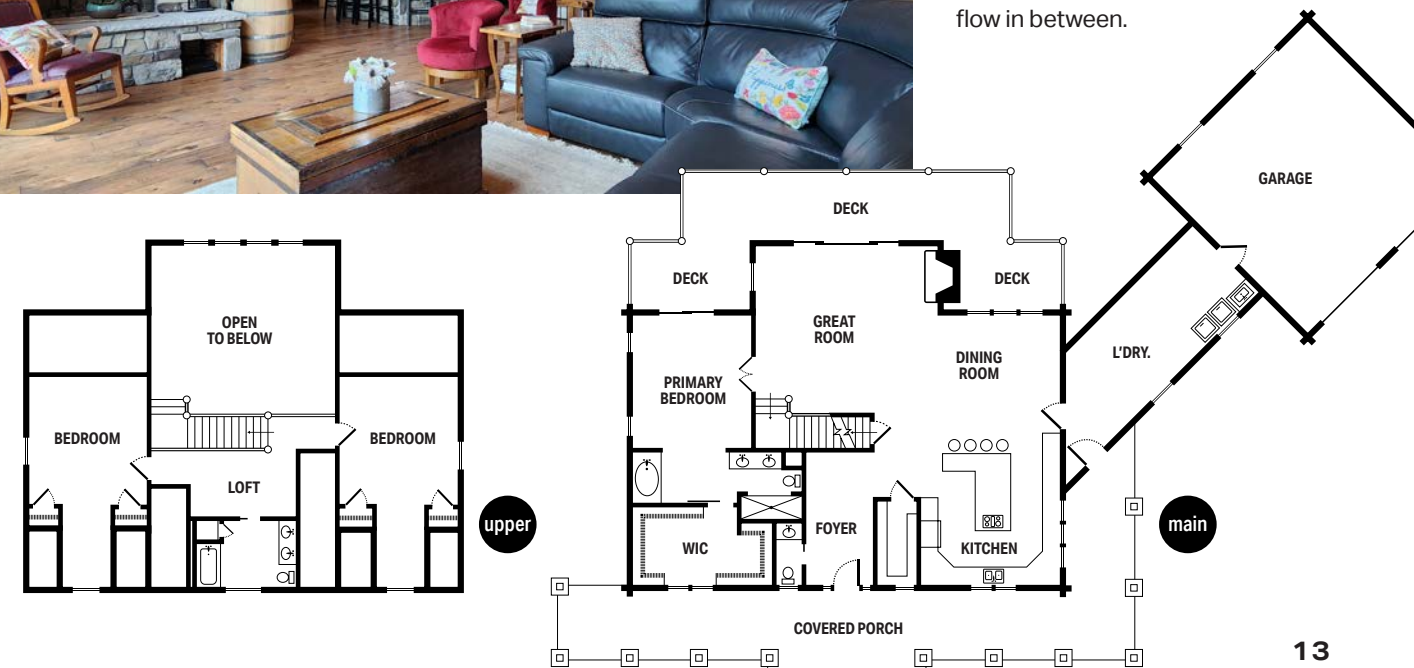 flow in between.
GARAGE
DECK
DECK
DECK
OPEN
TO BELOW
GREAT
ROOM
DINING
ROOM
L'DRY.
PRIMARY
BEDROOM
BEDROOM
BEDROOM
LOFT
upper
FOYER
WIC
KITCHEN
main
COVERED PORCH
13